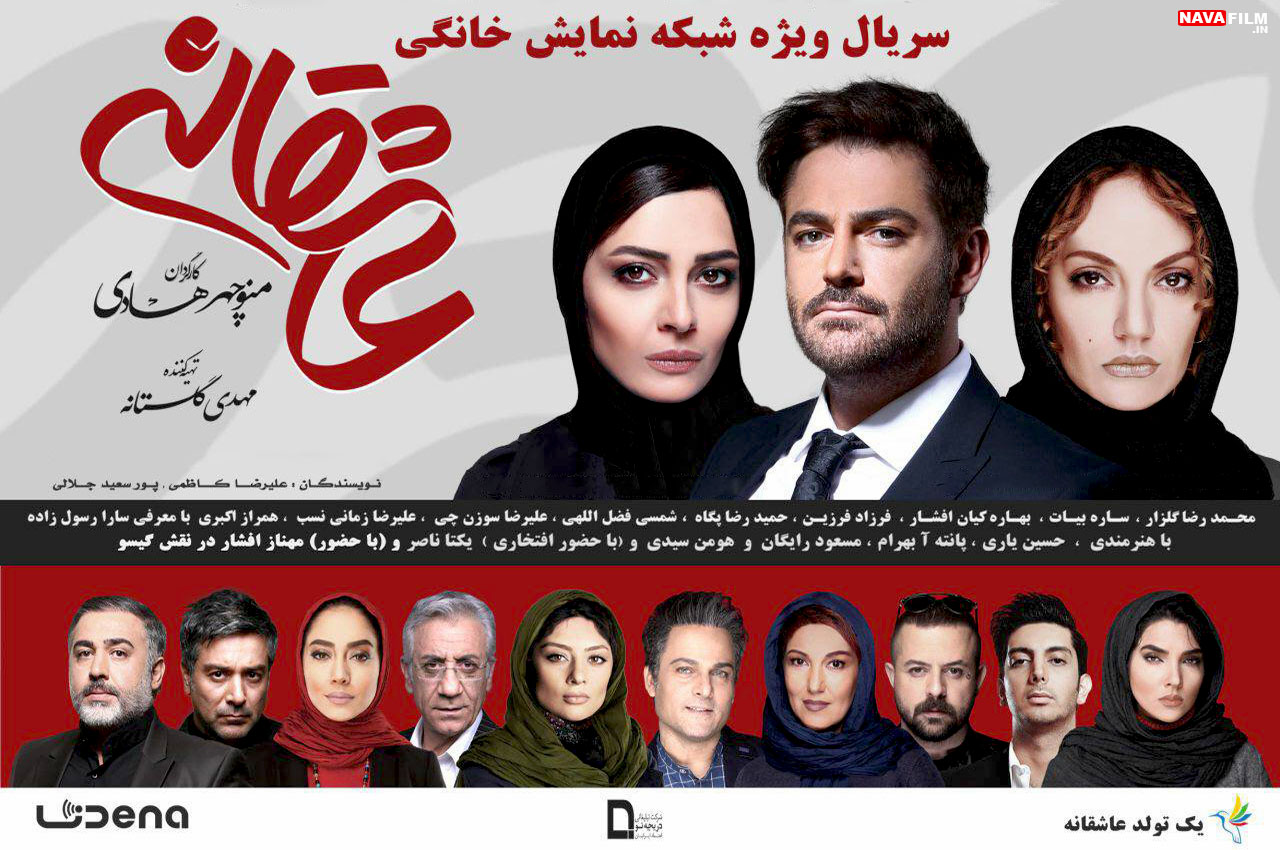 NAVAFILM
.IN
سریال ویژه شبکه نمایش خانگی
عاشقانه
کارگردان
منوچهر هادی
تهیه کننده
مهدی گلستانه
نویسندگان : علیرضا کاظمی . پور سعید جلالی
محمد رضا گلزار ، ساره بیات ، بهاره کیان افشار ، فرزاد فرزین ، حمید رضا پگاه ، شمسی فضل اللهی ، علیرضا سوزن چی ، علیرضا زمانی نسب ، همراز اکبری با معرفی سارا رسول زاده
با هنرمندی ، حسین یاری ، پانته آ بهرام ، مسعود رایگان و هومن سیدی و (با حضور افتخاری ) یکتا ناصر و (با حضور) مهناز افشار در نقش گیسو
dena
دریچه نو
یک تولد عاشقانه